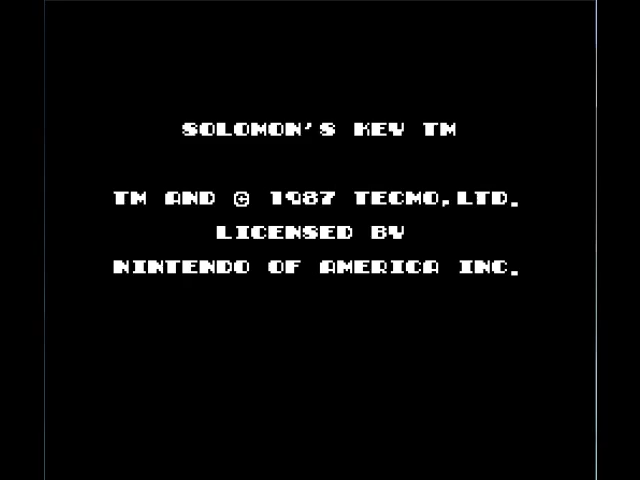 SOLOMON'S KEY TM
TM AND © 1987 TECMO,LTD.
LICENSED BY
NINTENDO OF AMERICA INC.